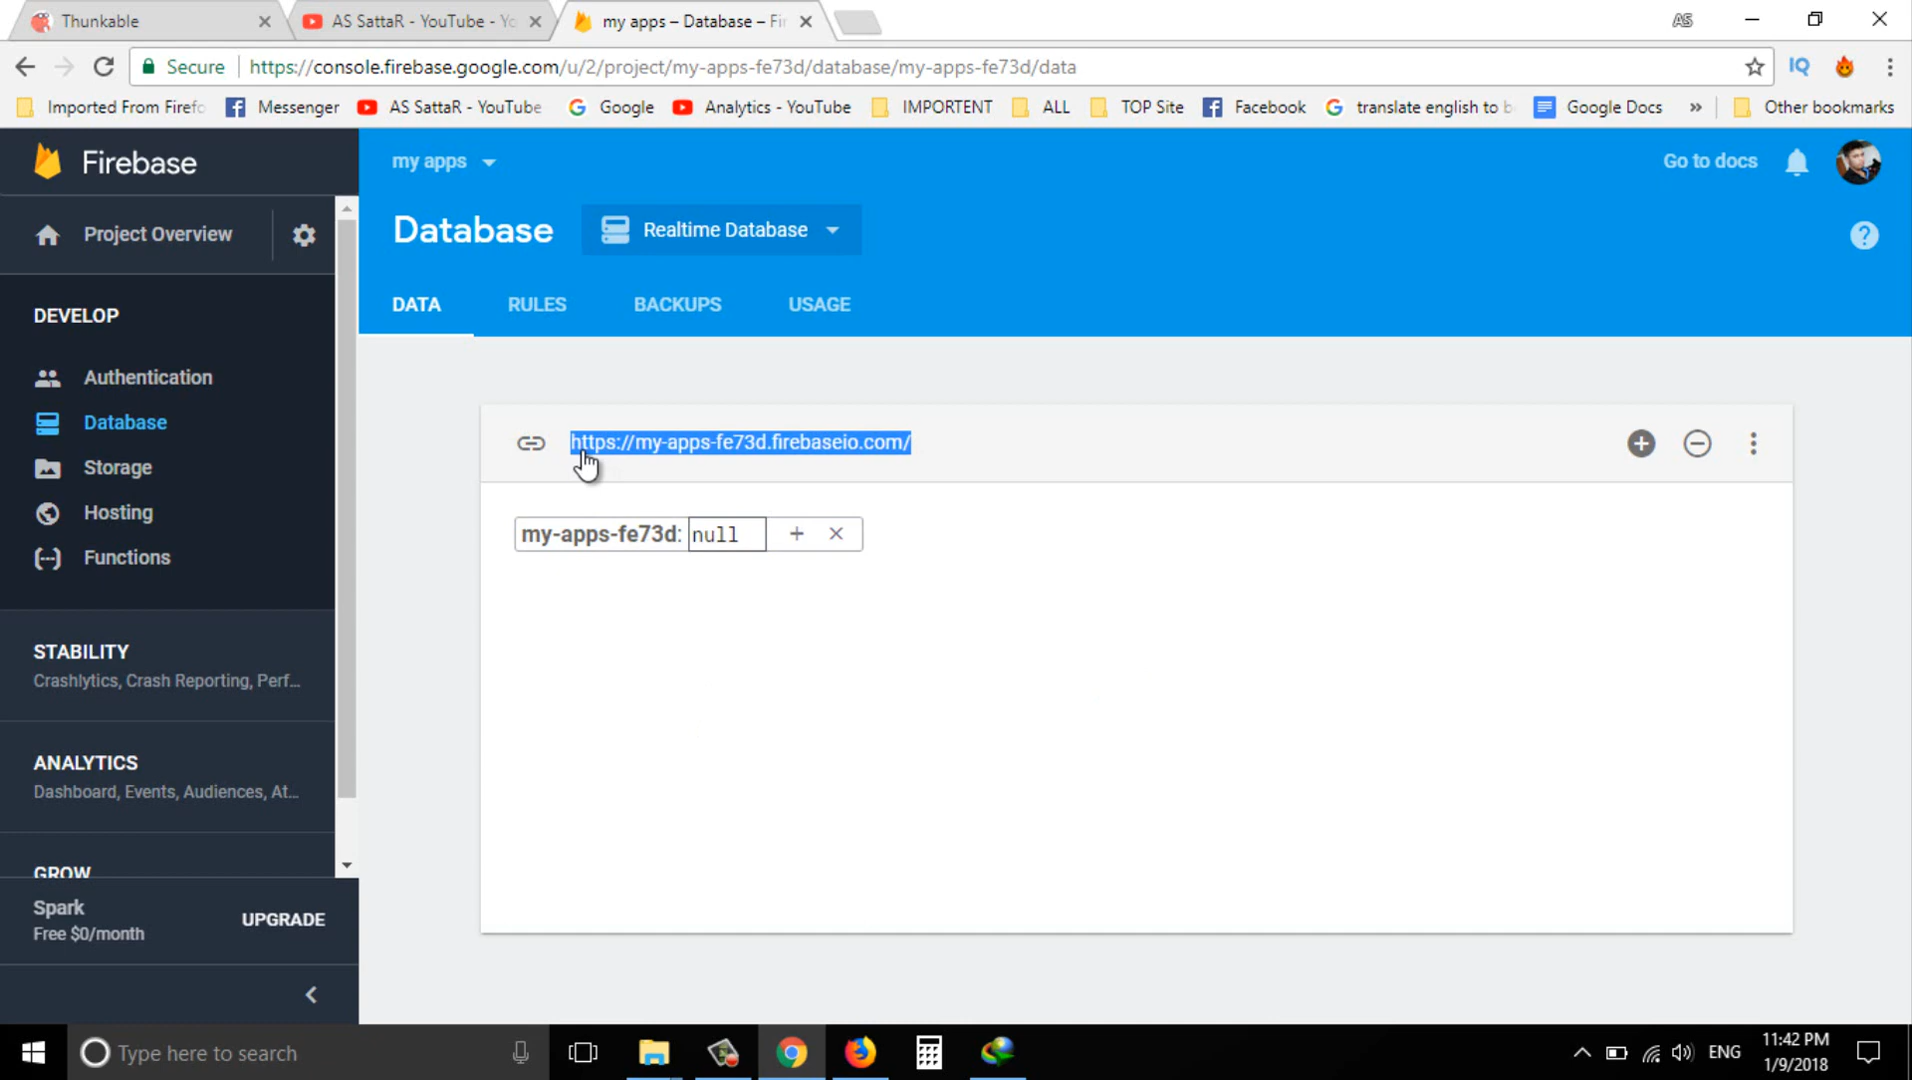 Thunkable
AS SattaR - YouTube - Yo
my apps – Database – Fir
AS
Secure
https://console.firebase.google.com/u/2/project/my-apps-fe73d/database/my-apps-fe73d/data
IQ
Imported From Firefo
Messenger
AS SattaR - YouTube
Google
Analytics - YouTube
IMPORTENT
ALL
TOP Site
Facebook
translate english to b
Google Docs
»
Other bookmarks
Firebase
my apps
Go to docs
Project Overview
Database
Realtime Database
DEVELOP
DATA
RULES
BACKUPS
USAGE
Authentication
Database
Storage
Hosting
Functions
https://my-apps-fe73d.firebaseio.com/
my-apps-fe73d: null
STABILITY
Crashlytics, Crash Reporting, Perf...
ANALYTICS
Dashboard, Events, Audiences, At...
GROW
Spark
Free $0/month
UPGRADE
Type here to search
ENG
11:42 PM
1/9/2018